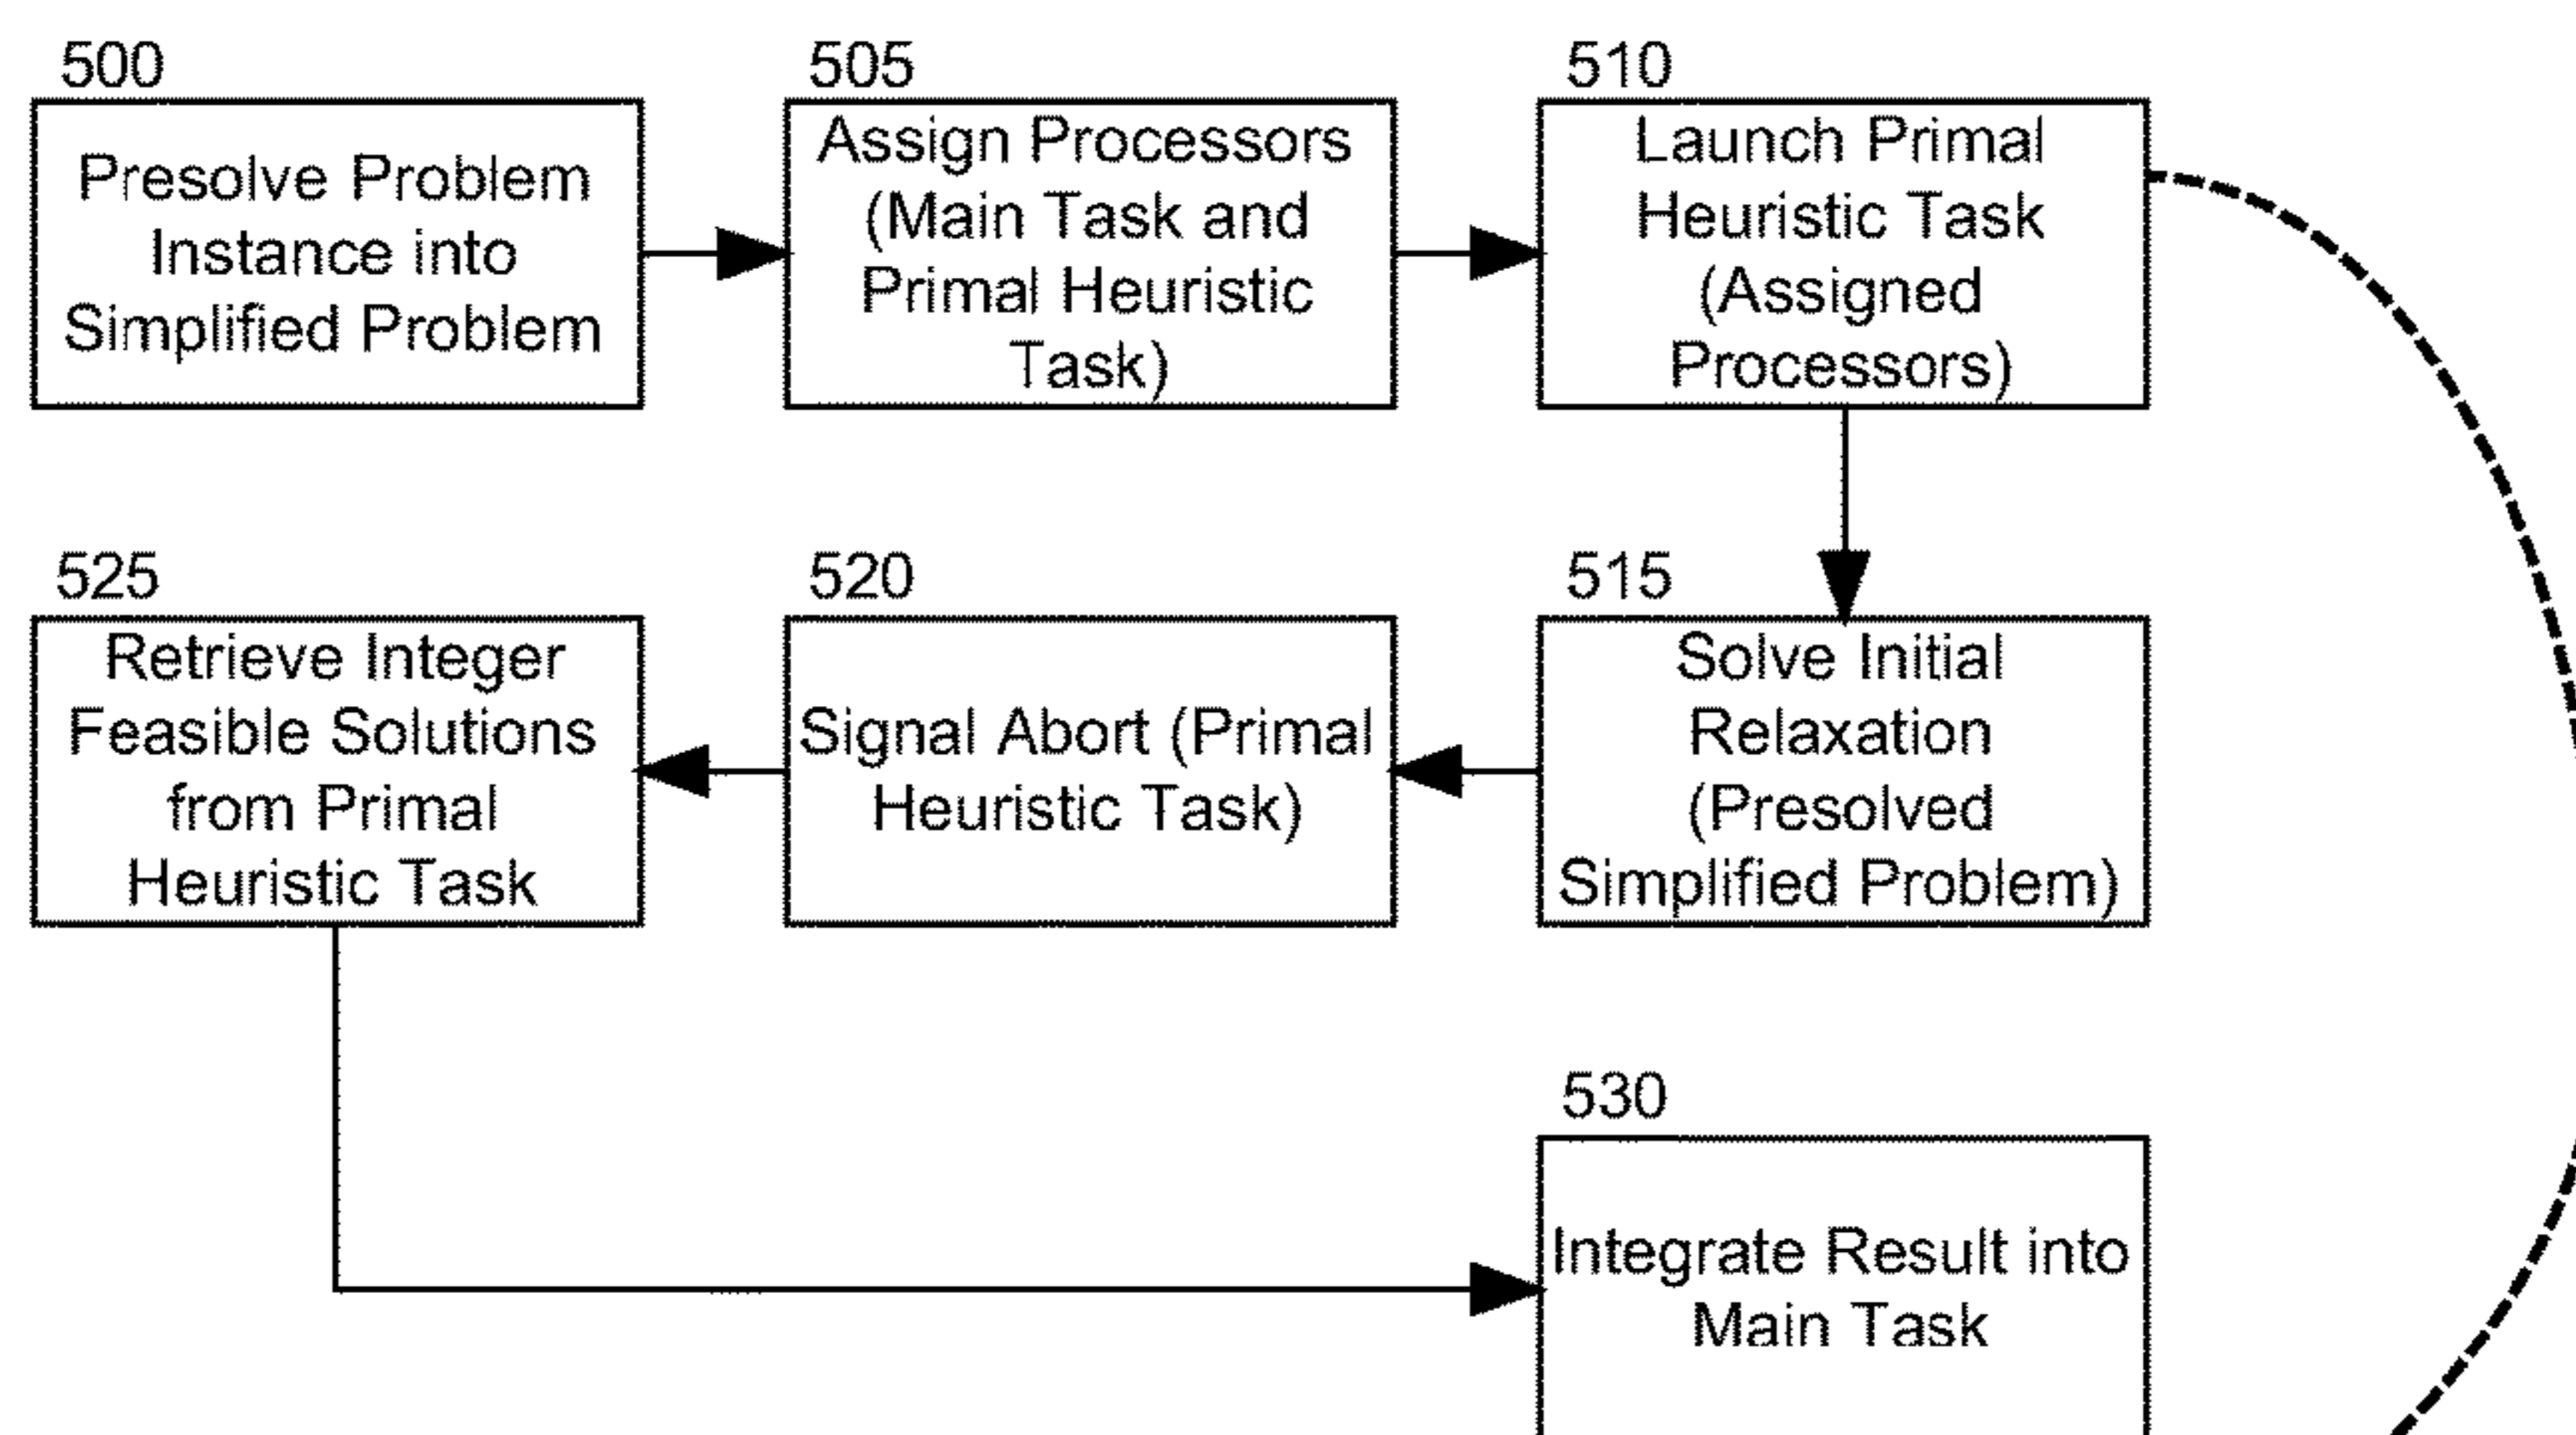 500
Presolve Problem
Instance into
Simplified Problem
505
Assign Processors
(Main Task and
Primal Heuristic
Task)
510
Launch Primal
Heuristic Task
(Assigned
Processors)
515
Solve Initial
Relaxation
(Presolved
Simplified Problem)
520
Signal Abort (Primal
Heuristic Task)
525
Retrieve Integer
Feasible Solutions
from Primal
Heuristic Task
530
Integrate Result into
Main Task